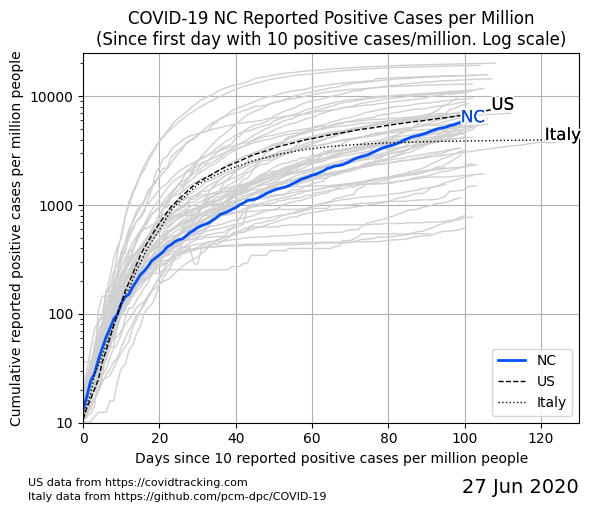 COVID-19 NC Reported Positive Cases per Million
(Since first day with 10 positive cases/million. Log scale)
Cumulative reported positive cases per million people
10000
1000
100
10
US
NC
Italy
NC
US
Italy
0 20 40 60 80 100 120
Days since 10 reported positive cases per million people
US data from https://covidtracking.com
Italy data from https://github.com/pcm-dpc/COVID-19
27 Jun 2020